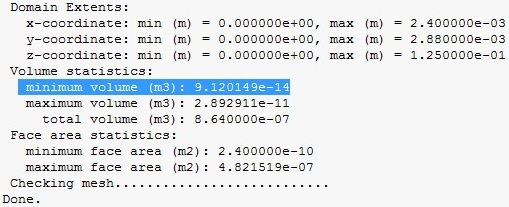 Domain Extents:
x-coordinate: min (m) = 0.000000e+00, max (m) = 2.400000e-03
y-coordinate: min (m) = 0.000000e+00, max (m) = 2.880000e-03
z-coordinate: min (m) = 0.000000e+00, max (m) = 1.250000e-01
Volume statistics:
minimum volume (m3): 9.120149e-14
maximum volume (m3): 2.892911e-11
total volume (m3): 8.640000e-07
Face area statistics:
minimum face area (m2): 2.400000e-10
maximum face area (m2): 4.821519e-07
Checking mesh...........................
Done.